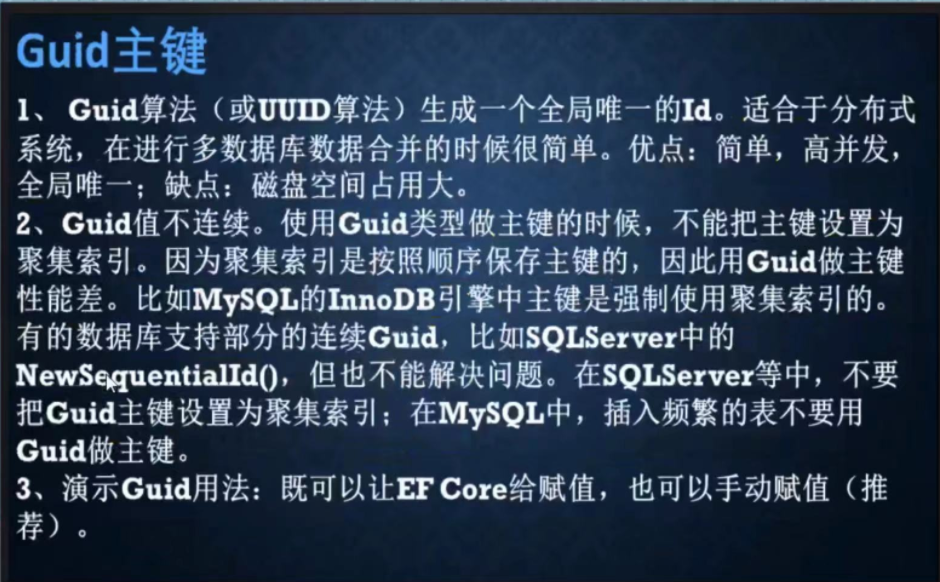 Guid主键
1、 Guid算法（或UUID算法）生成一个全局唯一的Id。适合于分布式
系统，在进行多数据库数据合并的时候很简单。优点：简单，高并发，
全局唯一；缺点：磁盘空间占用大。
2、Guid值不连续。使用Guid类型做主键的时候，不能把主键设置为
聚集索引。因为聚集索引是按照顺序保存主键的，因此用Guid做主键
性能差。比如MySQL的InnoDB引擎中主键是强制使用聚集索引的。
有的数据库支持部分的连续Guid，比如SQLServer中的
NewSequentialId()，但也不能解决问题。在SQLServer等中，不要
把Guid主键设置为聚集索引；在MySQL中，插入频繁的表不要用
Guid做主键。
3、演示Guid用法：既可以让EF Core给赋值，也可以手动赋值（推
荐）。